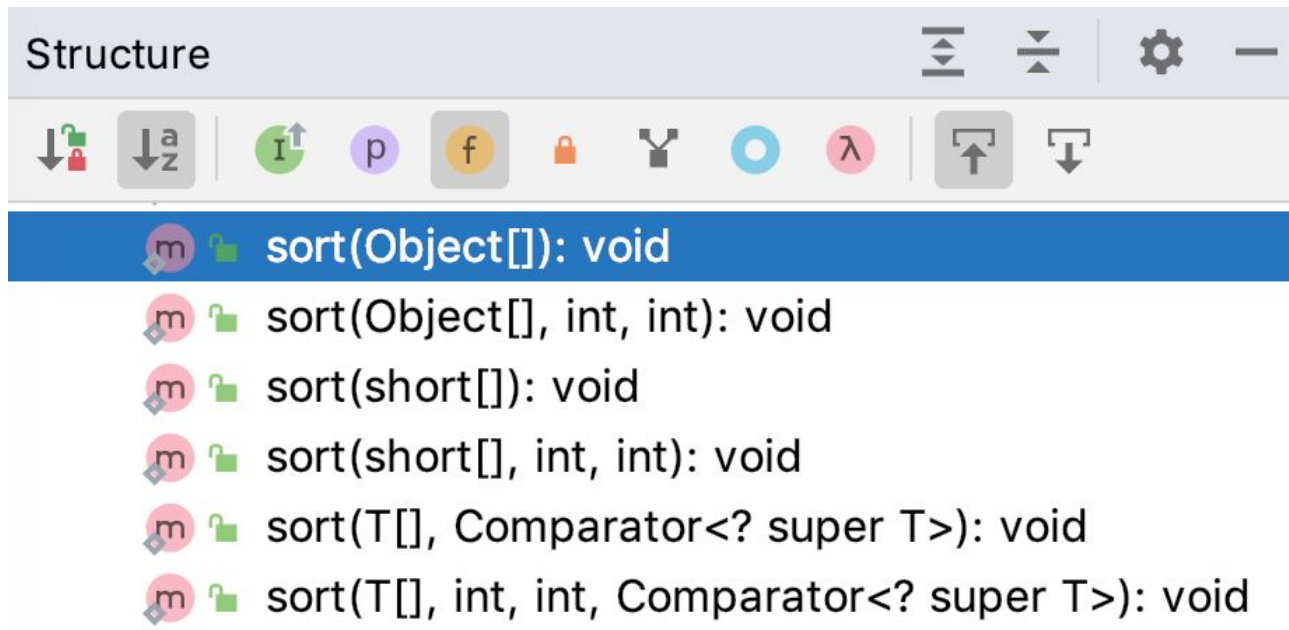 Structure
a z I p f λ
m sort(Object[]): void
m sort(Object[], int, int): void
m sort(short[]): void
m sort(short[], int, int): void
m sort(T[], Comparator<? super T>): void
m sort(T[], int, int, Comparator<? super T>): void